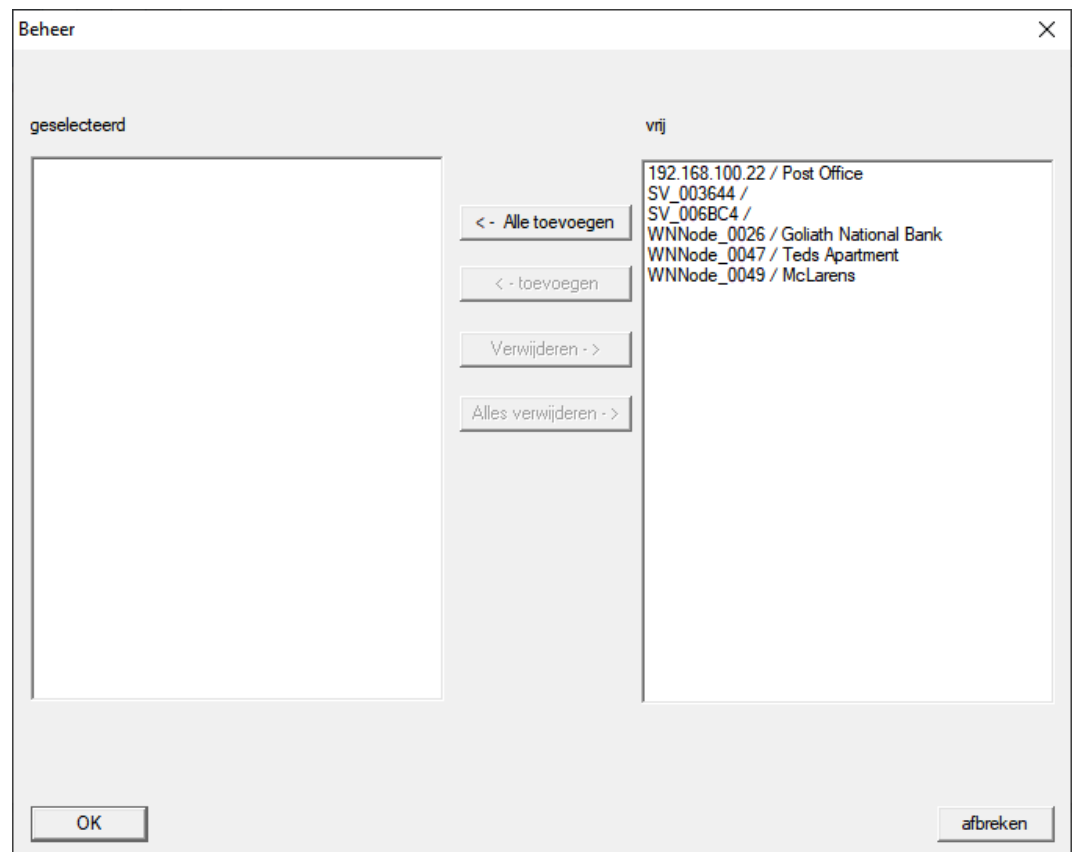 Beheer
geselecteerd
vrij
192.168.100.22 / Post Office
SV_003644 /
SV_006BC4 /
WNNode_0026 / Goliath National Bank
WNNode_0047 / Teds Apartment
WNNode_0049 / McLarens
< - Alle toevoegen
< - toevoegen
Verwijderen - >
Alles verwijderen - >
OK
afbreken